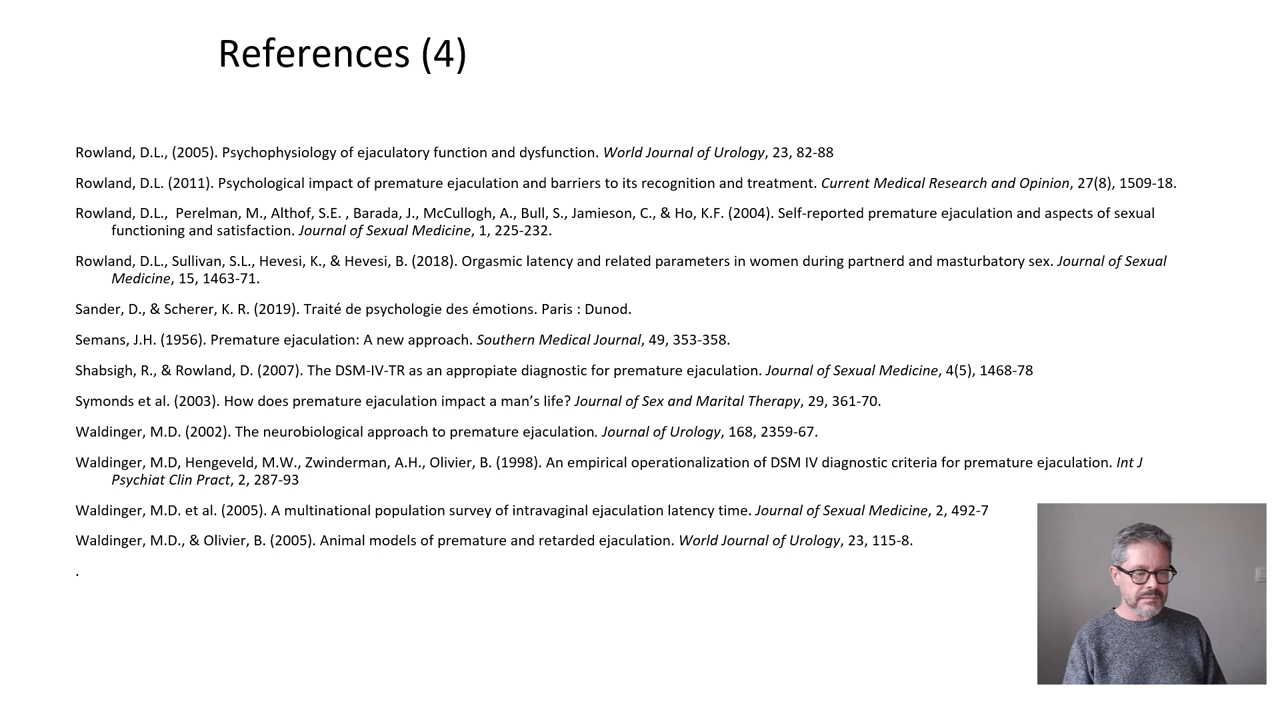 References (4)
Rowland, D.L., (2005). Psychophysiology of ejaculatory function and dysfunction. World Journal of Urology, 23, 82-88
Rowland, D.L. (2011). Psychological impact of premature ejaculation and barriers to its recognition and treatment. Current Medical Research and Opinion, 27(8), 1509-18.
Rowland, D.L.,  Perelman, M., Althof, S.E. , Barada, J., McCullogh, A., Bull, S., Jamieson, C., & Ho, K.F. (2004). Self-reported premature ejaculation and aspects of sexual
functioning and satisfaction. Journal of Sexual Medicine, 1, 225-232.
Rowland, D.L., Sullivan, S.L., Hevesi, K., & Hevesi, B. (2018). Orgasmic latency and related parameters in women during partnerd and masturbatory sex. Journal of Sexual
Medicine, 15, 1463-71.
Sander, D., & Scherer, K. R. (2019). Traité de psychologie des émotions. Paris : Dunod.
Semans, J.H. (1956). Premature ejaculation: A new approach. Southern Medical Journal, 49, 353-358.
Shabsigh, R., & Rowland, D. (2007). The DSM-IV-TR as an appropiate diagnostic for premature ejaculation. Journal of Sexual Medicine, 4(5), 1468-78
Symonds et al. (2003). How does premature ejaculation impact a man’s life? Journal of Sex and Marital Therapy, 29, 361-70.
Waldinger, M.D. (2002). The neurobiological approach to premature ejaculation. Journal of Urology, 168, 2359-67.
Waldinger, M.D, Hengeveld, M.W., Zwinderman, A.H., Olivier, B. (1998). An empirical operationalization of DSM IV diagnostic criteria for premature ejaculation. Int J
Psychiat Clin Pract, 2, 287-93
Waldinger, M.D. et al. (2005). A multinational population survey of intravaginal ejaculation latency time. Journal of Sexual Medicine, 2, 492-7
Waldinger, M.D., & Olivier, B. (2005). Animal models of premature and retarded ejaculation. World Journal of Urology, 23, 115-8.
.